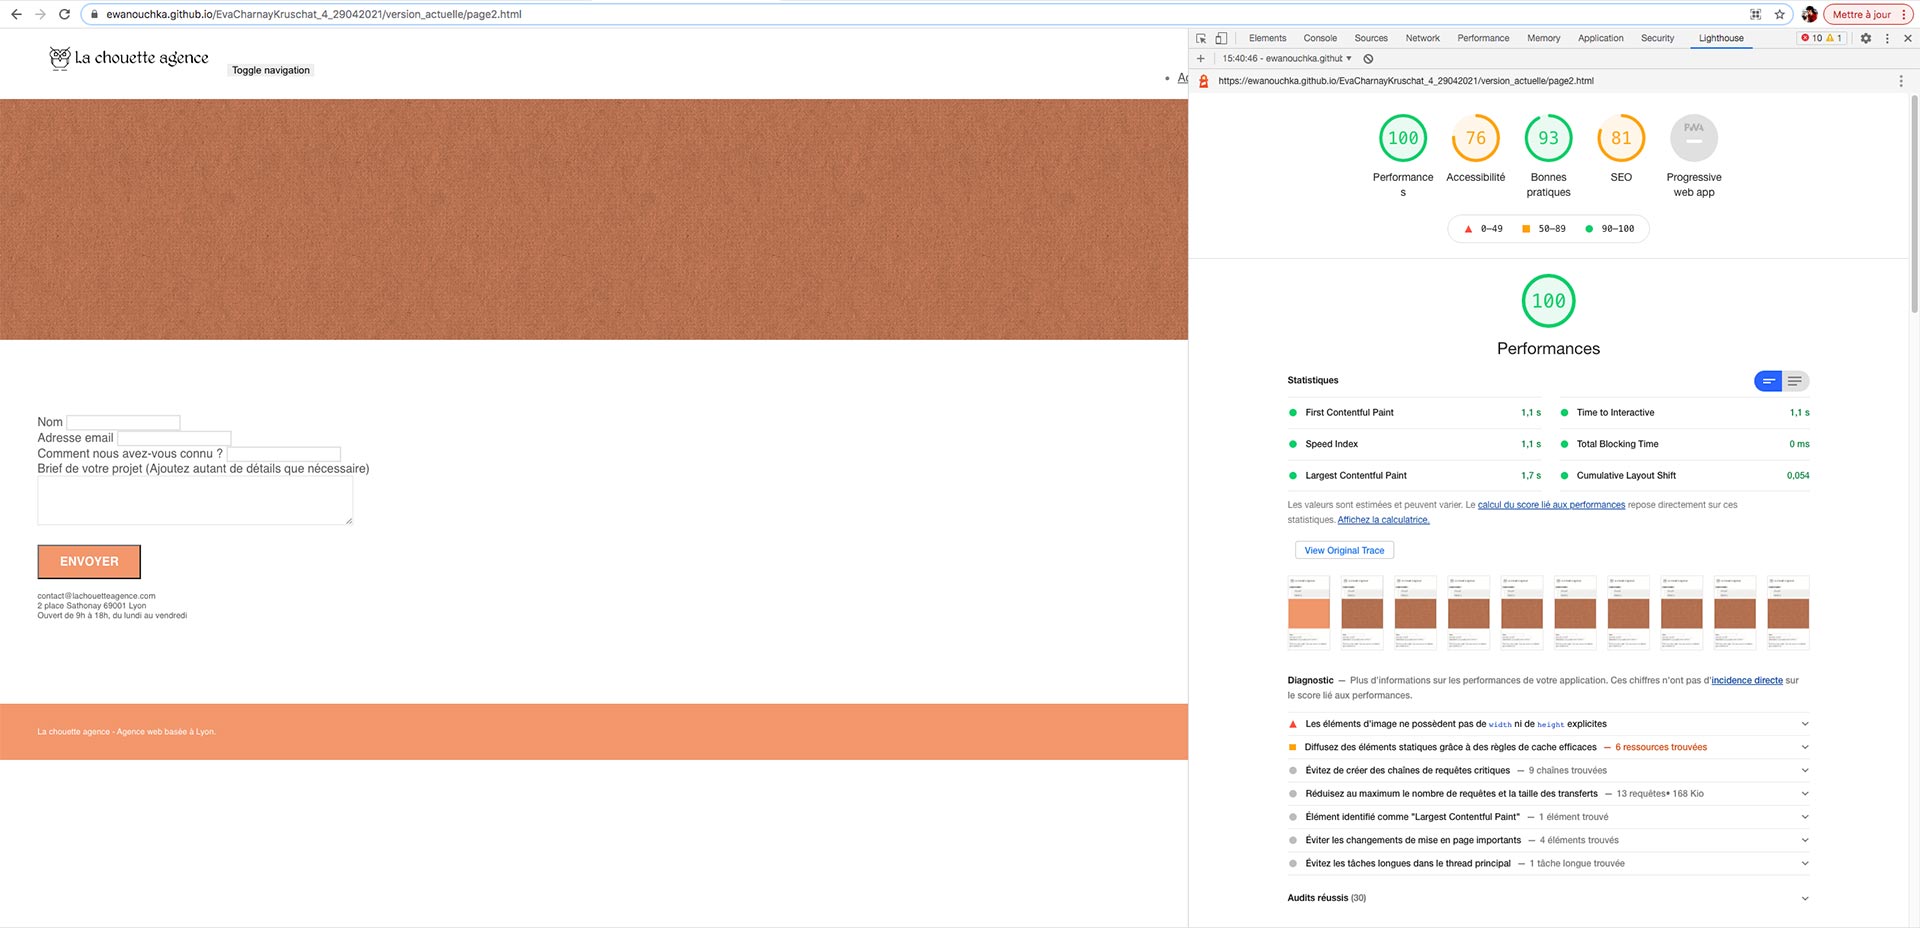 ewanouchka.github.io/EvaCharnayKruschat_4_29042021/version_actuelle/page2.html
Mettre à jour
La chouette agence
Toggle navigation
Nom
Adresse email
Comment nous avez-vous connu ?
Brief de votre projet (Ajoutez autant de détails que nécessaire)
ENVOYER
contact@lachouetteagence.com
2 place Sathonay 69001 Lyon
Ouvert de 9h à 18h, du lundi au vendredi
La chouette agence - Agence web basée à Lyon.
Elements Console Sources Network Performance Memory Application Security Lighthouse 10 1
15:40:46 - ewanouchka.githut
https://ewanouchka.github.io/EvaCharnayKruschat_4_29042021/version_actuelle/page2.html
100 76 93 81 PWA
Performance Accessibilité Bonnes SEO Progressive
s pratiques web app
0–49 50–89 90–100
100
Performances
Statistiques
First Contentful Paint 1,1 s Time to Interactive 1,1 s
Speed Index 1,1 s Total Blocking Time 0 ms
Largest Contentful Paint 1,7 s Cumulative Layout Shift 0,054
Les valeurs sont estimées et peuvent varier. Le calcul du score lié aux performances repose directement sur ces
statistiques. Affichez la calculatrice.
View Original Trace
Diagnostic — Plus d'informations sur les performances de votre application. Ces chiffres n'ont pas d'incidence directe sur
le score lié aux performances.
Les éléments d'image ne possèdent pas de width ni de height explicites
Diffusez des éléments statiques grâce à des règles de cache efficaces — 6 ressources trouvées
Évitez de créer des chaînes de requêtes critiques — 9 chaînes trouvées
Réduisez au maximum le nombre de requêtes et la taille des transferts — 13 requêtes• 168 Kio
Élément identifié comme "Largest Contentful Paint" — 1 élément trouvé
Éviter les changements de mise en page importants — 4 éléments trouvés
Évitez les tâches longues dans le thread principal — 1 tâche longue trouvée
Audits réussis (30)